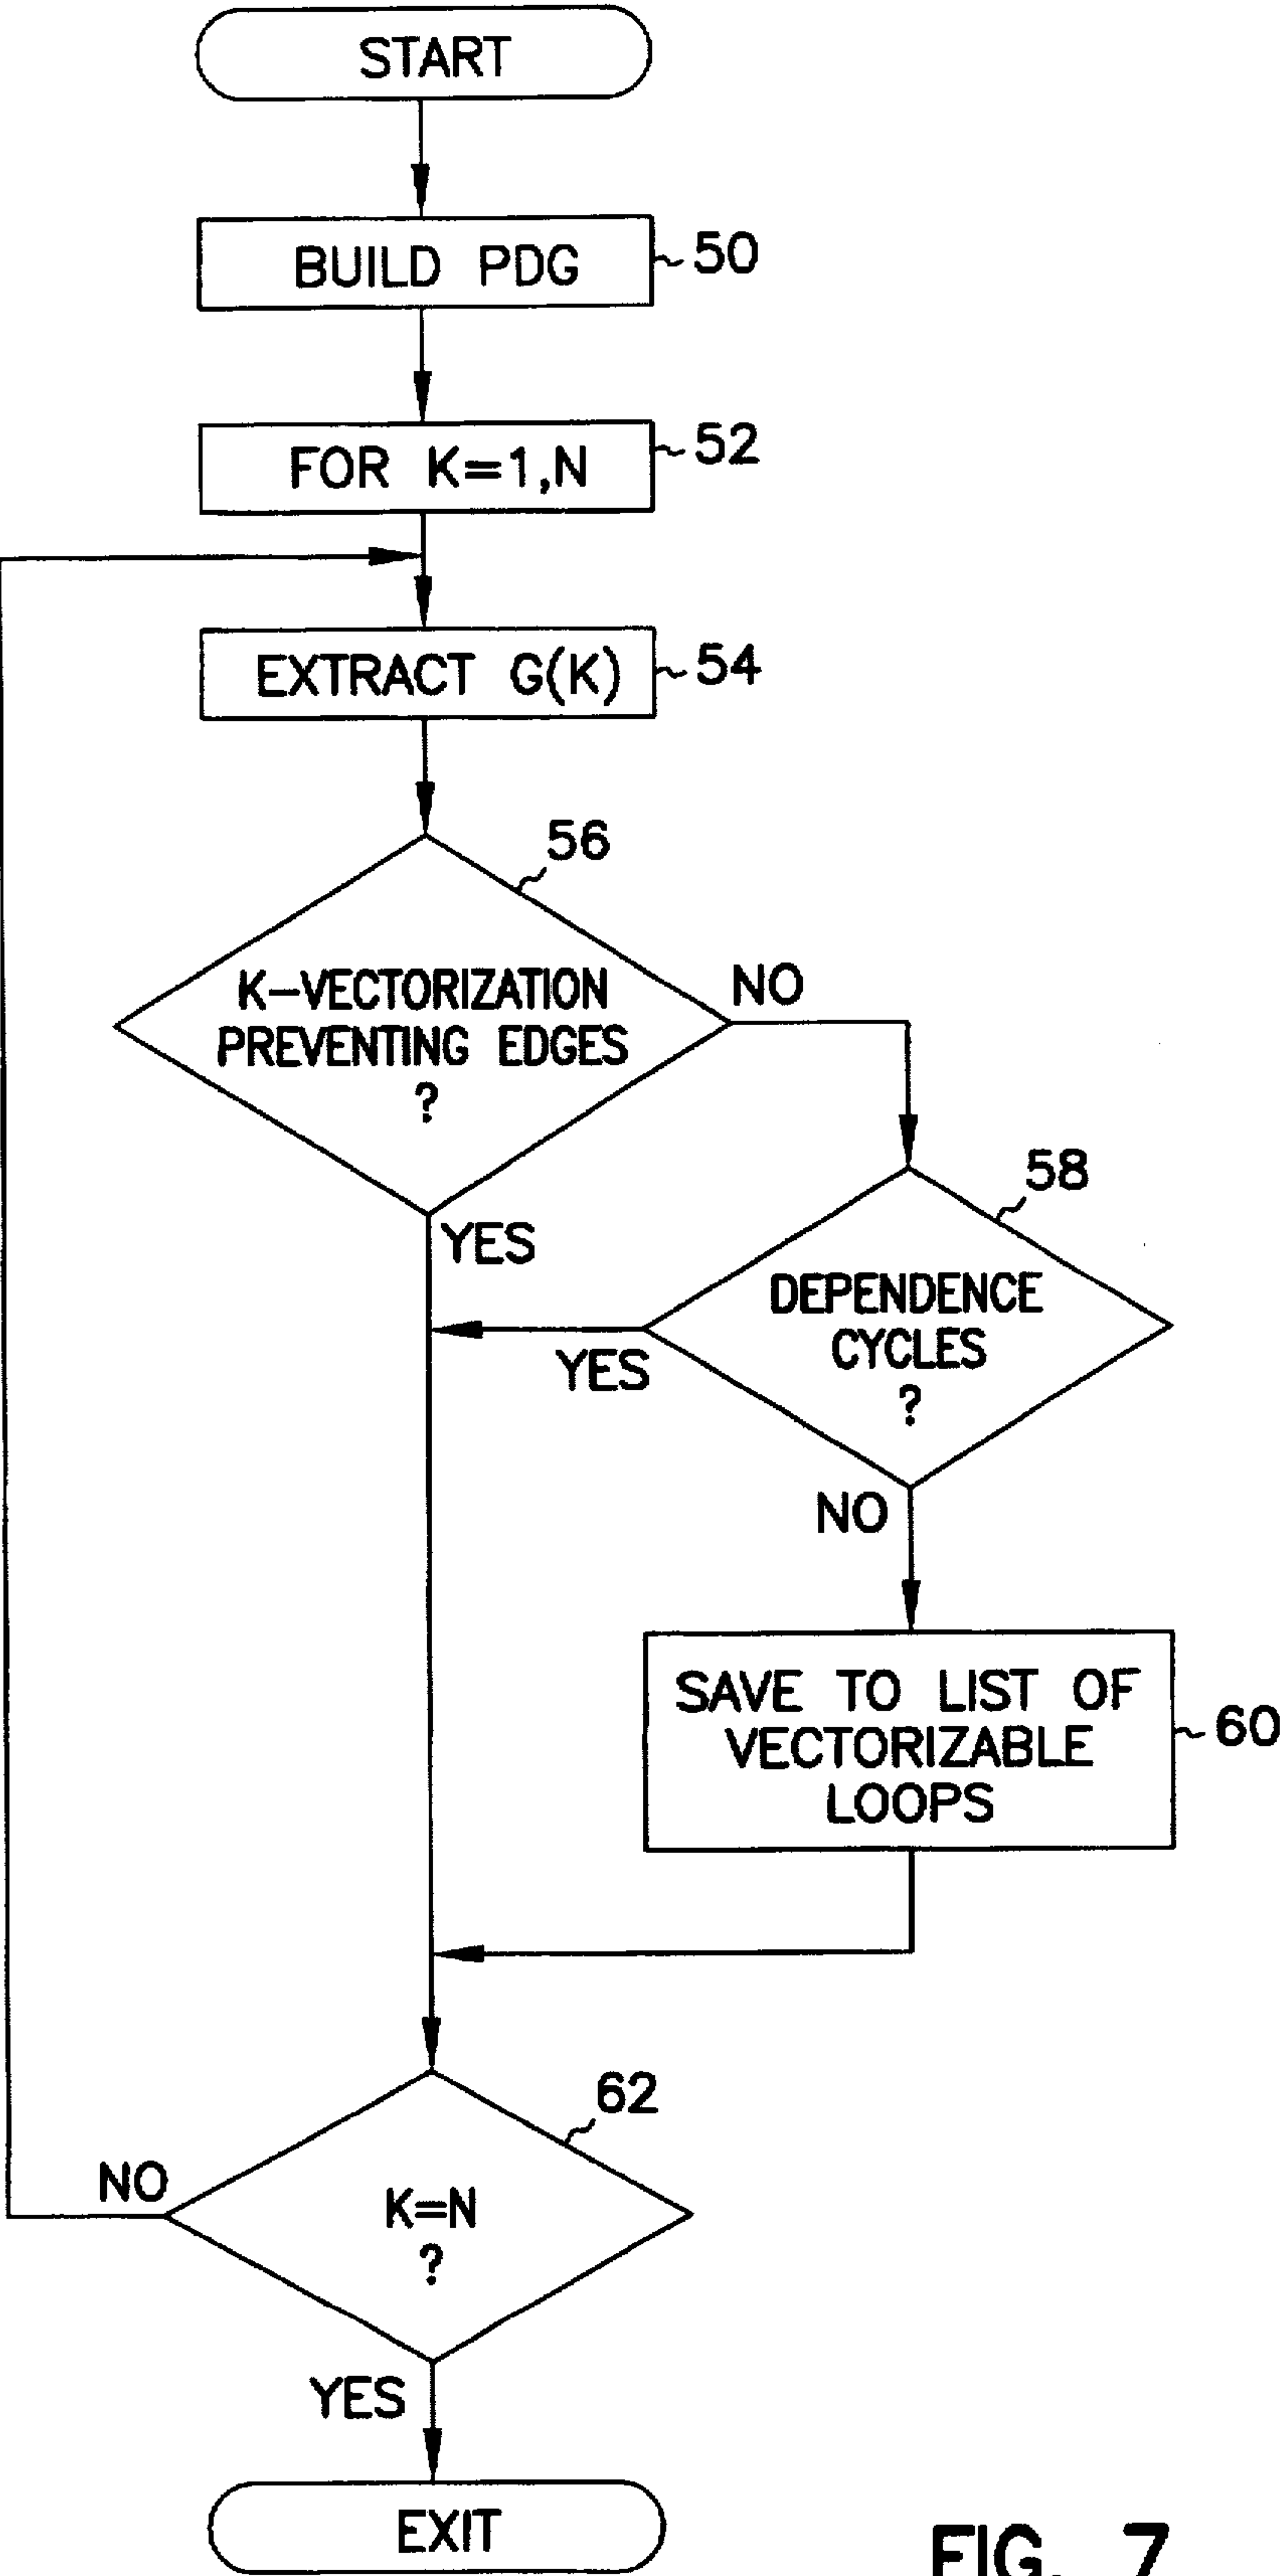 START
BUILD PDG
50
FOR K=1,N
52
EXTRACT G(K)
54
56
K-VECTORIZATION
PREVENTING EDGES
?
NO
YES
58
DEPENDENCE
CYCLES
?
YES
NO
SAVE TO LIST OF
VECTORIZABLE
LOOPS
60
62
K=N
?
NO
YES
EXIT
FIG. 7